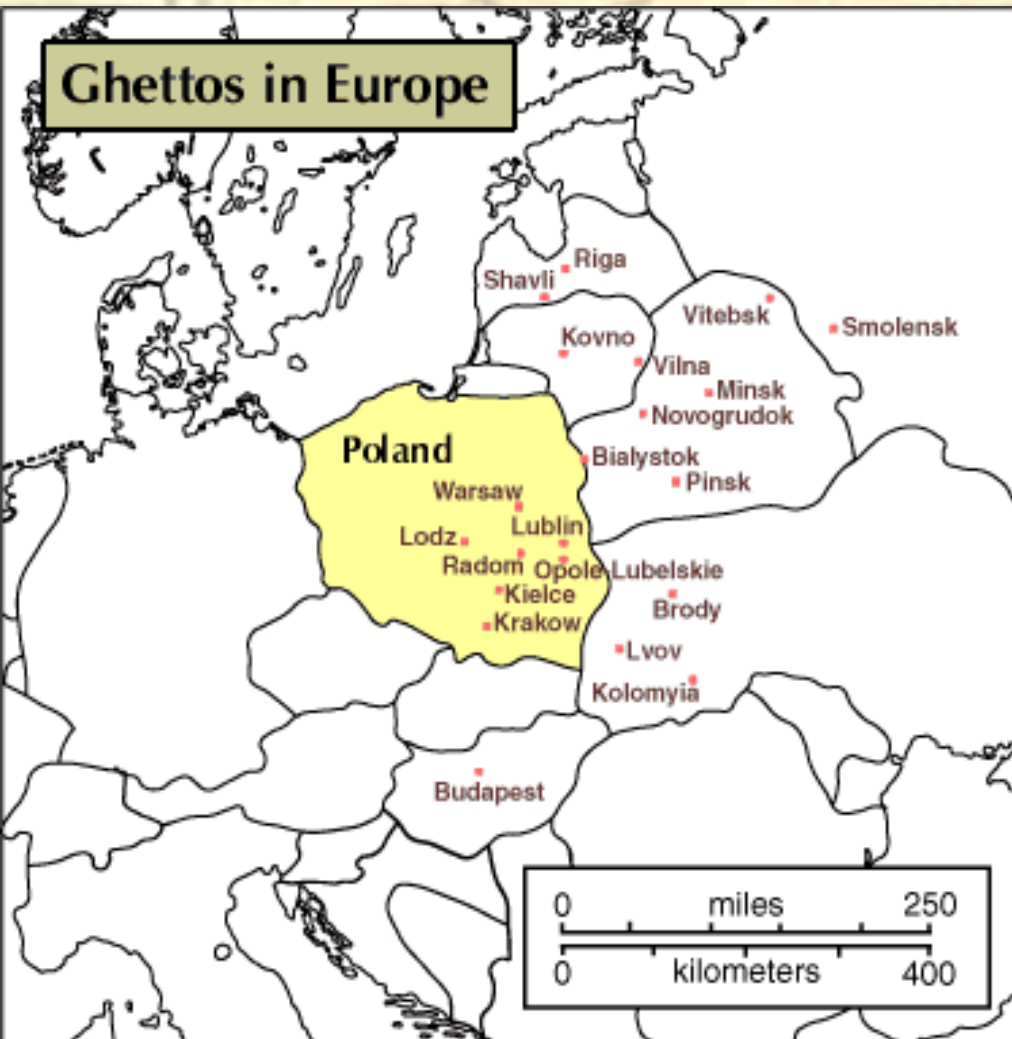 Ghettos in Europe
Riga
Shavli
Vitebsk
Smolensk
Kovno
Vilna
Minsk
Novogrudok
Poland
Bialystok
Pinsk
Warsaw
Lublin
Lodz
Radom
Opole Lubelskie
Kielce
Brody
Krakow
Lvov
Kolomyia
Budapest
0 miles 250
0 kilometers 400